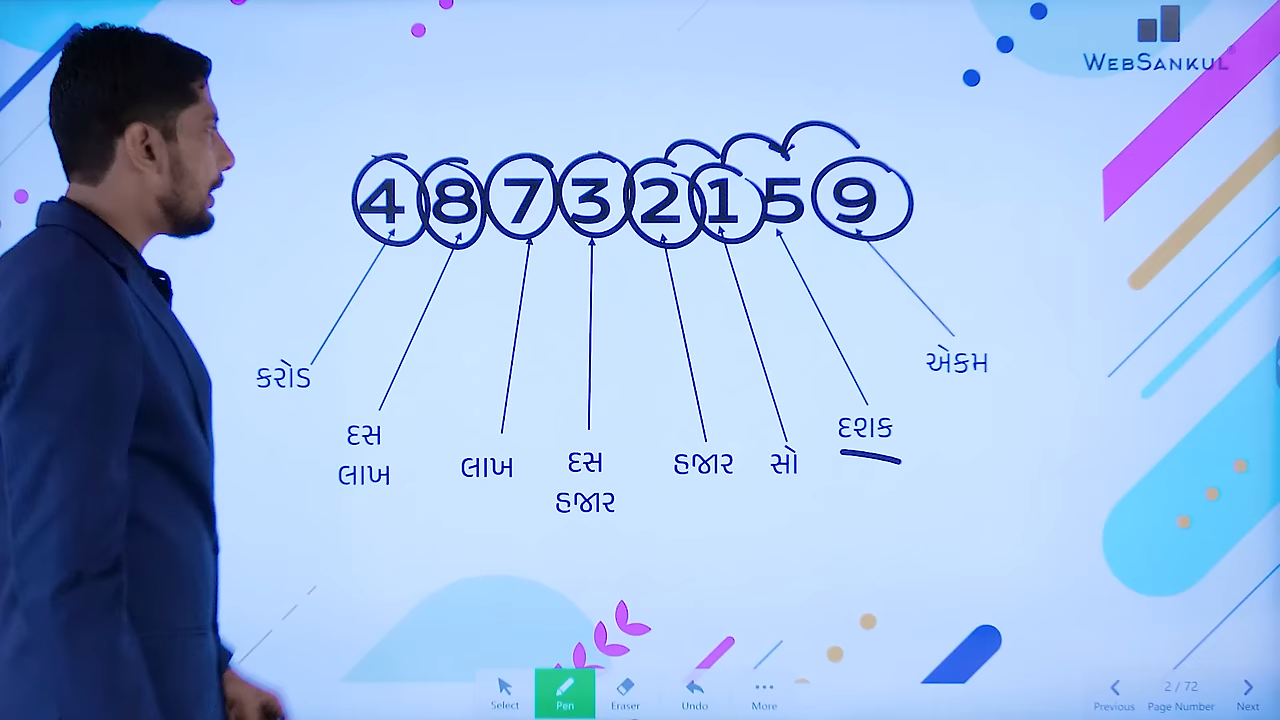 WEBSANKUL
48732159
કરોડ
દસ
લાખ
લાખ
દસ
હજાર
હજાર
સો
દશક
એકમ
Select
Pen
Eraser
Undo
More
Previous
2 / 72
Page Number
Next